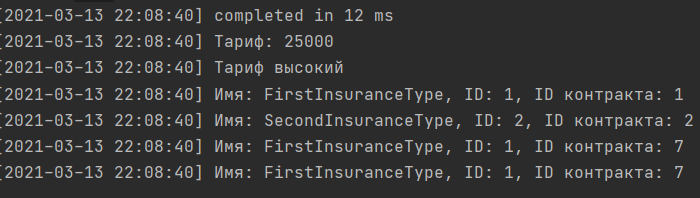 [2021-03-13 22:08:40] completed in 12 ms
[2021-03-13 22:08:40] Тариф: 25000
[2021-03-13 22:08:40] Тариф высокий
[2021-03-13 22:08:40] Имя: FirstInsuranceType, ID: 1, ID контракта: 1
[2021-03-13 22:08:40] Имя: SecondInsuranceType, ID: 2, ID контракта: 2
[2021-03-13 22:08:40] Имя: FirstInsuranceType, ID: 1, ID контракта: 7
[2021-03-13 22:08:40] Имя: FirstInsuranceType, ID: 1, ID контракта: 7